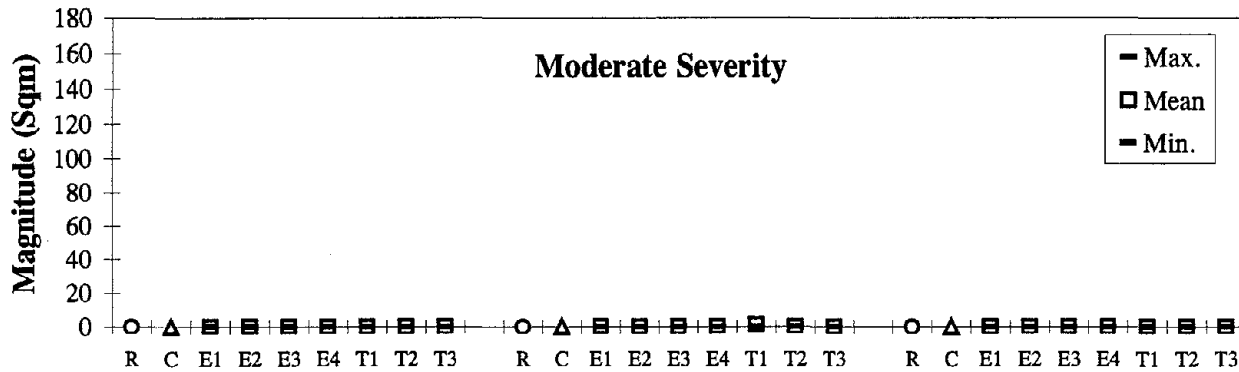 Magnitude (Sqm)
180
160
140
120
100
80
60
40
20
0
Moderate Severity
Max.
Mean
Min.
R C E1 E2 E3 E4 T1 T2 T3 R C E1 E2 E3 E4 T1 T2 T3 R C E1 E2 E3 E4 T1 T2 T3